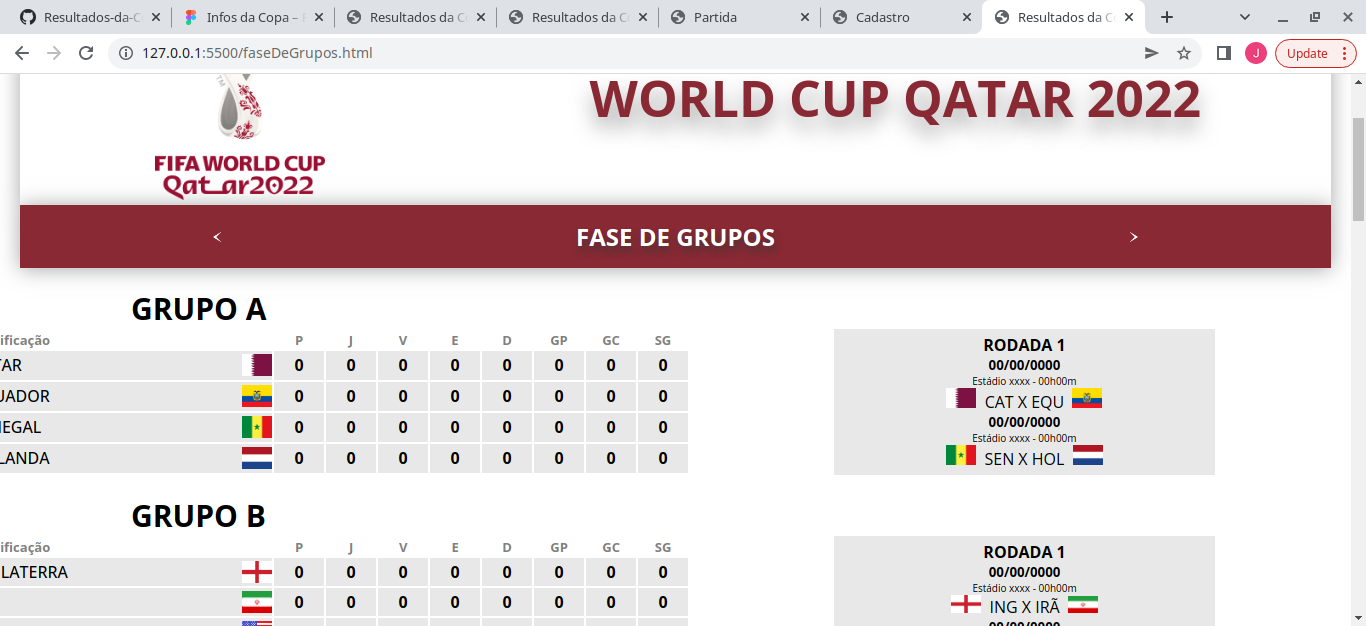 Resultados-da-C
Infos da Copa –
Resultados da C
Resultados da C
Partida
Cadastro
Resultados da C
127.0.0.1:5500/faseDeGrupos.html
J
Update
WORLD CUP QATAR 2022
TM
FIFA WORLD CUP
Qatar2022
< FASE DE GRUPOS >
GRUPO A
ificação P J V E D GP GC SG
TAR 0 0 0 0 0 0 0 0
UADOR 0 0 0 0 0 0 0 0
NEGAL 0 0 0 0 0 0 0 0
LANDA 0 0 0 0 0 0 0 0
RODADA 1
00/00/0000
Estádio xxxx - 00h00m
CAT X EQU
00/00/0000
Estádio xxxx - 00h00m
SEN X HOL
GRUPO B
ificação P J V E D GP GC SG
LATERRA 0 0 0 0 0 0 0 0
0 0 0 0 0 0 0 0
RODADA 1
00/00/0000
Estádio xxxx - 00h00m
ING X IRÃ
00/00/0000